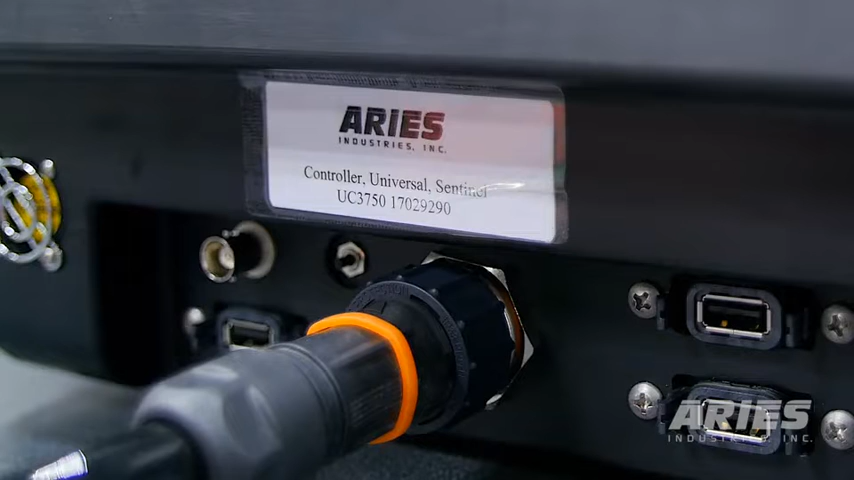 ARIES
INDUSTRIES, INC.
Controller, Universal, Sentinel
UC3750 17029290
ARIES
INDUSTRIES, INC.